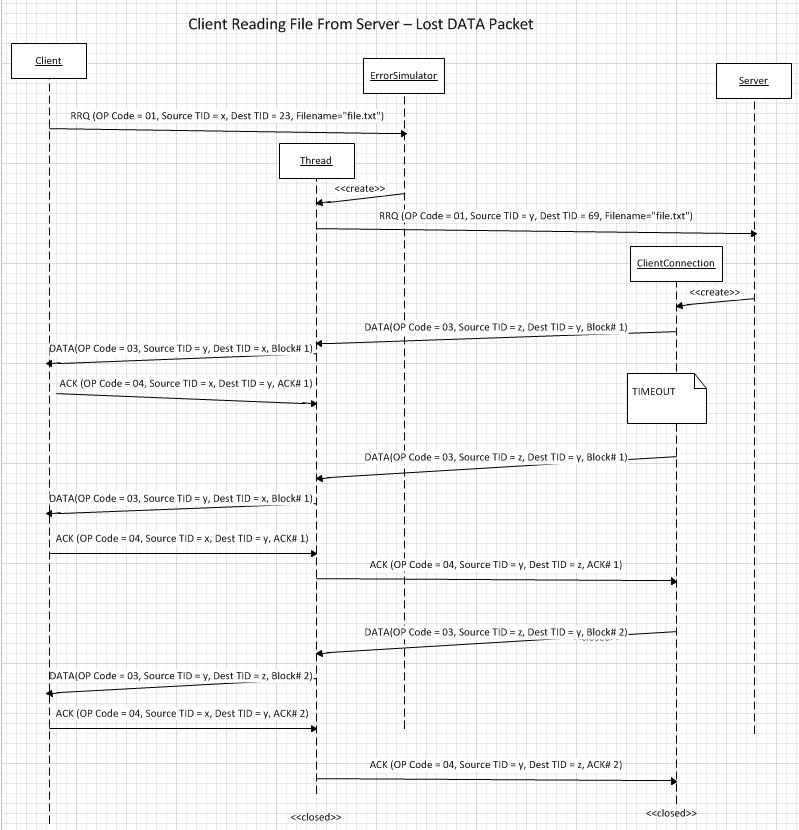 Client Reading File From Server – Lost DATA Packet
Client
ErrorSimulator
Server
RRQ (OP Code = 01, Source TID = x, Dest TID = 23, Filename="file.txt")
Thread
<<create>>
RRQ (OP Code = 01, Source TID = y, Dest TID = 69, Filename="file.txt")
ClientConnection
<<create>>
DATA(OP Code = 03, Source TID = z, Dest TID = y, Block# 1)
DATA(OP Code = 03, Source TID = y, Dest TID = x, Block# 1)
ACK (OP Code = 04, Source TID = x, Dest TID = y, ACK# 1)
TIMEOUT
DATA(OP Code = 03, Source TID = z, Dest TID = y, Block# 1)
DATA(OP Code = 03, Source TID = y, Dest TID = x, Block# 1)
ACK (OP Code = 04, Source TID = x, Dest TID = y, ACK# 1)
ACK (OP Code = 04, Source TID = y, Dest TID = z, ACK# 1)
DATA(OP Code = 03, Source TID = z, Dest TID = y, Block# 2)
DATA(OP Code = 03, Source TID = y, Dest TID = z, Block# 2)
ACK (OP Code = 04, Source TID = x, Dest TID = y, ACK# 2)
ACK (OP Code = 04, Source TID = y, Dest TID = z, ACK# 2)
<<closed>>
<<closed>>